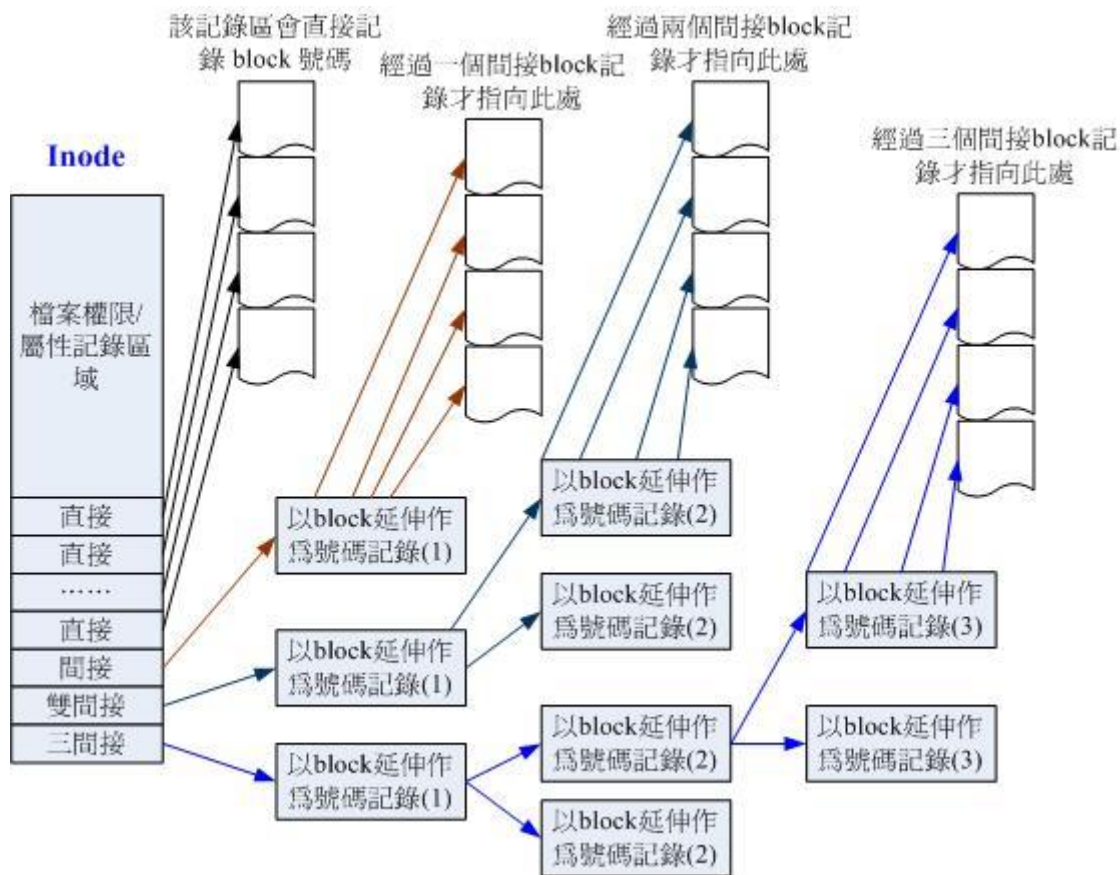 該記錄區會直接記
錄 block 號碼
經過一個間接block記
錄才指向此處
經過兩個間接block記
錄才指向此處
經過三個間接block記
錄才指向此處
Inode
檔案權限/
屬性記錄區
域
直接
直接
……
直接
間接
雙間接
三間接
以block延伸作
爲號碼記錄(1)
以block延伸作
爲號碼記錄(1)
以block延伸作
爲號碼記錄(1)
以block延伸作
爲號碼記錄(2)
以block延伸作
爲號碼記錄(2)
以block延伸作
爲號碼記錄(2)
以block延伸作
爲號碼記錄(2)
以block延伸作
爲號碼記錄(3)
以block延伸作
爲號碼記錄(3)